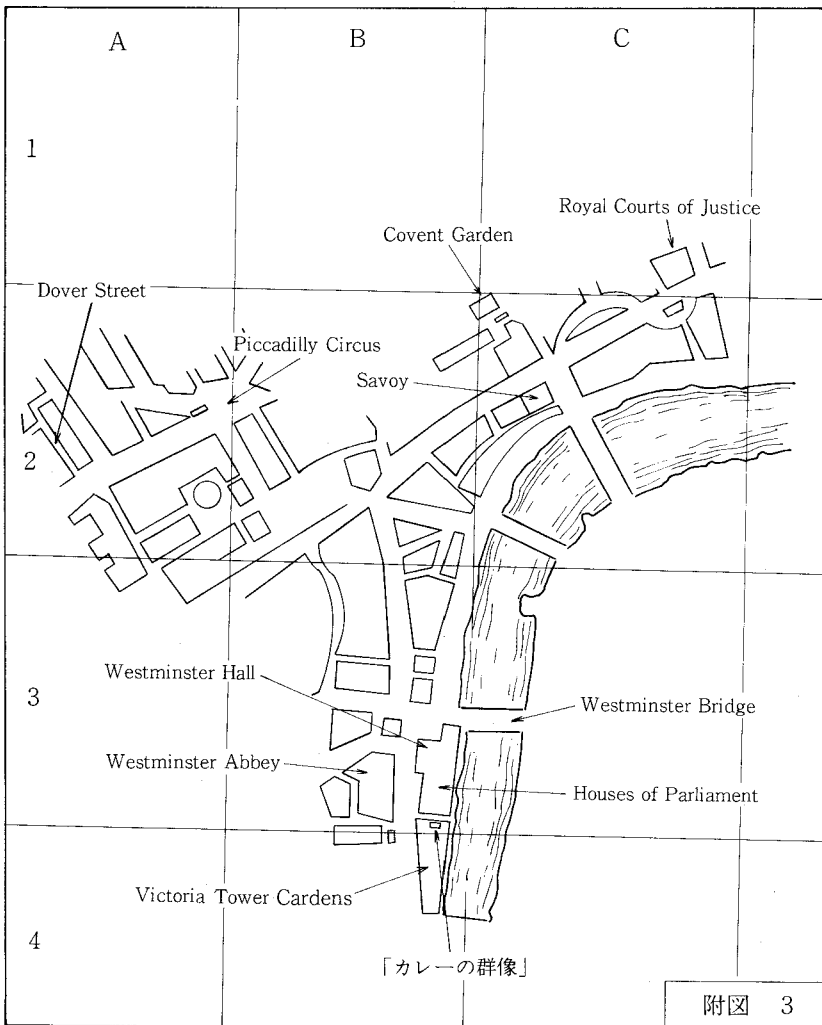 A
B
C
1
Royal Courts of Justice
Covent Garden
Dover Street
Piccadilly Circus
Savoy
2
Westminster Hall
3
Westminster Bridge
Westminster Abbey
Houses of Parliament
Victoria Tower Cardens
4
「カレーの群像」
附図 3